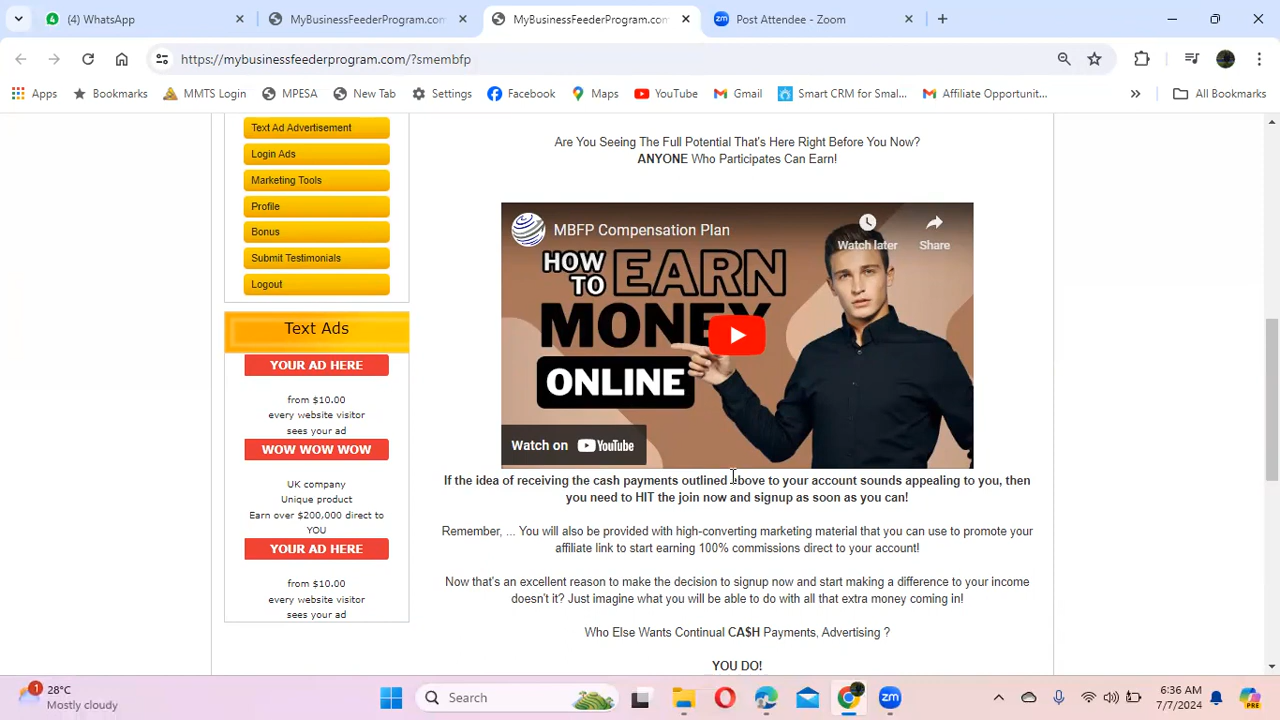 (4) WhatsApp
MyBusinessFeederProgram.com
MyBusinessFeederProgram.com
Post Attendee - Zoom
https://mybusinessfeederprogram.com/?smembfp
Apps
Bookmarks
MMTS Login
MPESA
New Tab
Settings
Facebook
Maps
YouTube
Gmail
Smart CRM for Smal...
Affiliate Opportunit...
All Bookmarks
Text Ad Advertisement
Login Ads
Marketing Tools
Profile
Bonus
Submit Testimonials
Logout
Text Ads
YOUR AD HERE
from $10.00
every website visitor
sees your ad
WOW WOW WOW
UK company
Unique product
Earn over $200,000 direct to
YOU
YOUR AD HERE
from $10.00
every website visitor
sees your ad
Are You Seeing The Full Potential That's Here Right Before You Now?
ANYONE Who Participates Can Earn!
MBFP Compensation Plan
Watch later
Share
HOW
TO EARN
MONEY
ONLINE
Watch on YouTube
If the idea of receiving the cash payments outlined above to your account sounds appealing to you, then
you need to HIT the join now and signup as soon as you can!
Remember, ... You will also be provided with high-converting marketing material that you can use to promote your
affiliate link to start earning 100% commissions direct to your account!
Now that's an excellent reason to make the decision to signup now and start making a difference to your income
doesn't it? Just imagine what you will be able to do with all that extra money coming in!
Who Else Wants Continual CA$H Payments, Advertising ?
YOU DO!
1
28°C
Mostly cloudy
Search
6:36 AM
7/7/2024
PRE